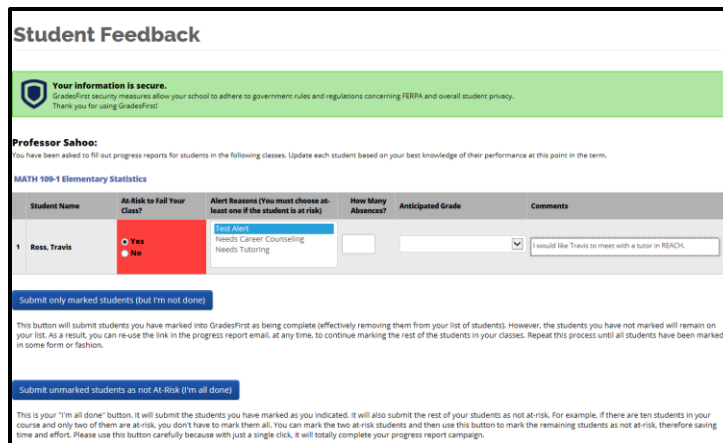 Student Feedback
Your information is secure.
GradesFirst security measures allow your school to adhere to government rules and regulations concerning FERPA and overall student privacy.
Thank you for using GradesFirst!
Professor Sahoo:
You have been asked to fill out progress reports for students in the following classes. Update each student based on your best knowledge of their performance at this point in the term.
MATH 109-1 Elementary Statistics
Student Name
At-Risk to Fail Your
Class?
Alert Reasons (You must choose at-
least one if the student is at risk)
How Many
Absences?
Anticipated Grade
Comments
1 Ross, Travis
Yes
No
Test Alert
Needs Career Counseling
Needs Tutoring
I would like Travis to meet with a tutor in REACH.
Submit only marked students (but I'm not done)
This button will submit students you have marked into GradesFirst as being complete (effectively removing them from your list of students). However, the students you have not marked will remain on
your list. As a result, you can re-use the link in the progress report email, at any time, to continue marking the rest of the students in your classes. Repeat this process until all students have been marked
in some form or fashion.
Submit unmarked students as not At-Risk (I'm all done)
This is your "I'm all done" button. It will submit the students you have marked as you indicated. It will also submit the rest of your students as not at-risk. For example, if there are ten students in your
course and only two of them are at-risk, you don't have to mark them all. You can mark the two at-risk students and then use this button to mark the remaining students as not at-risk, therefore saving
time and effort. Please use this button carefully because with just a single click, it will totally complete your progress report campaign.